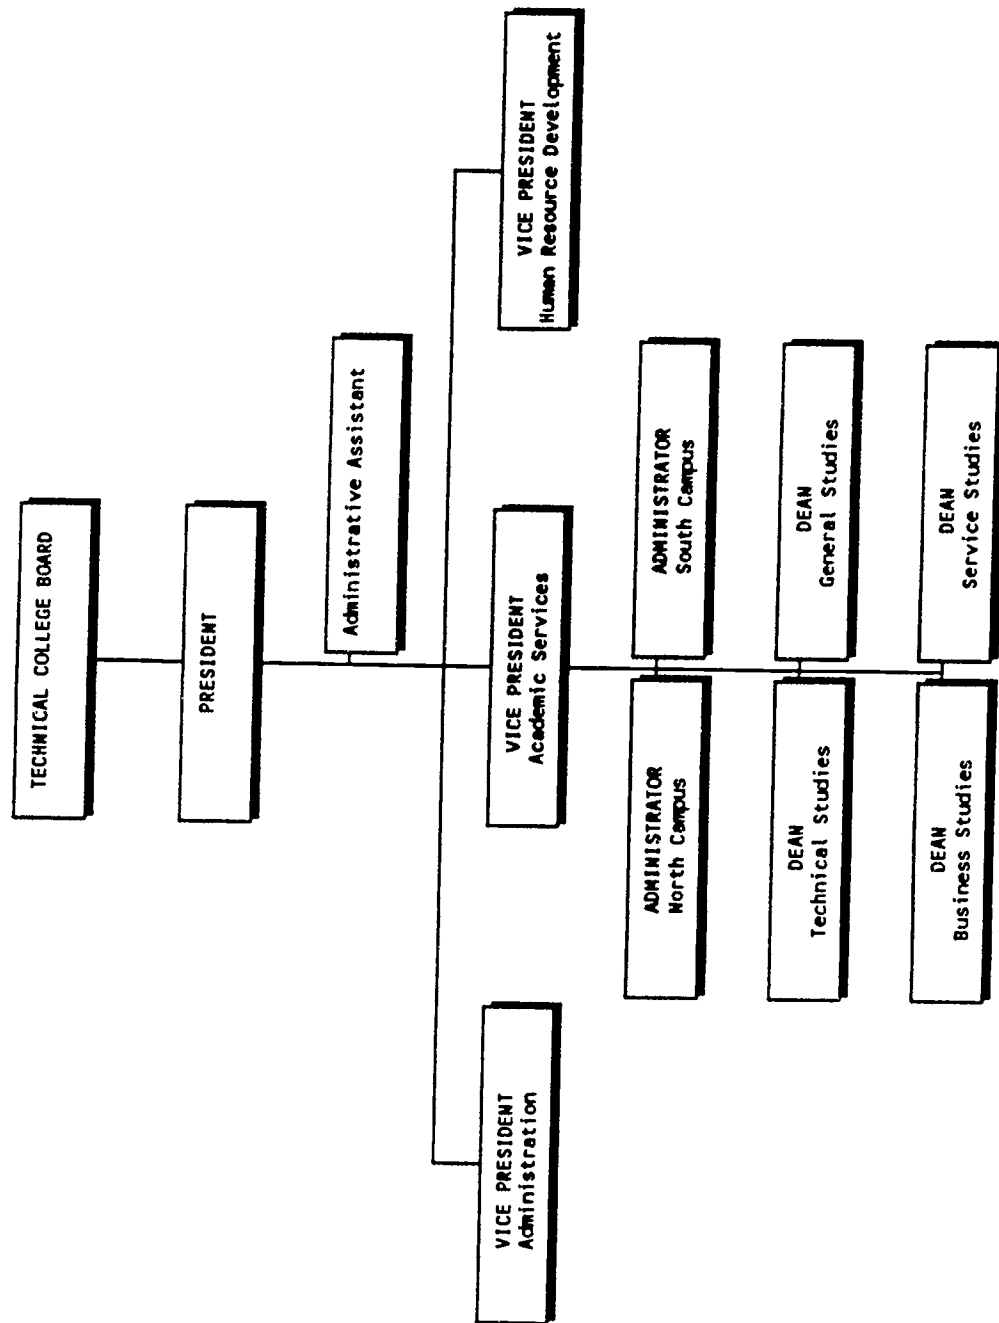 TECHNICAL COLLEGE BOARD
PRESIDENT
Administrative Assistant
VICE PRESIDENT
Administration
VICE PRESIDENT
Academic Services
VICE PRESIDENT
Human Resource Development
ADMINISTRATOR
North Campus
ADMINISTRATOR
South Campus
DEAN
Technical Studies
DEAN
General Studies
DEAN
Business Studies
DEAN
Service Studies